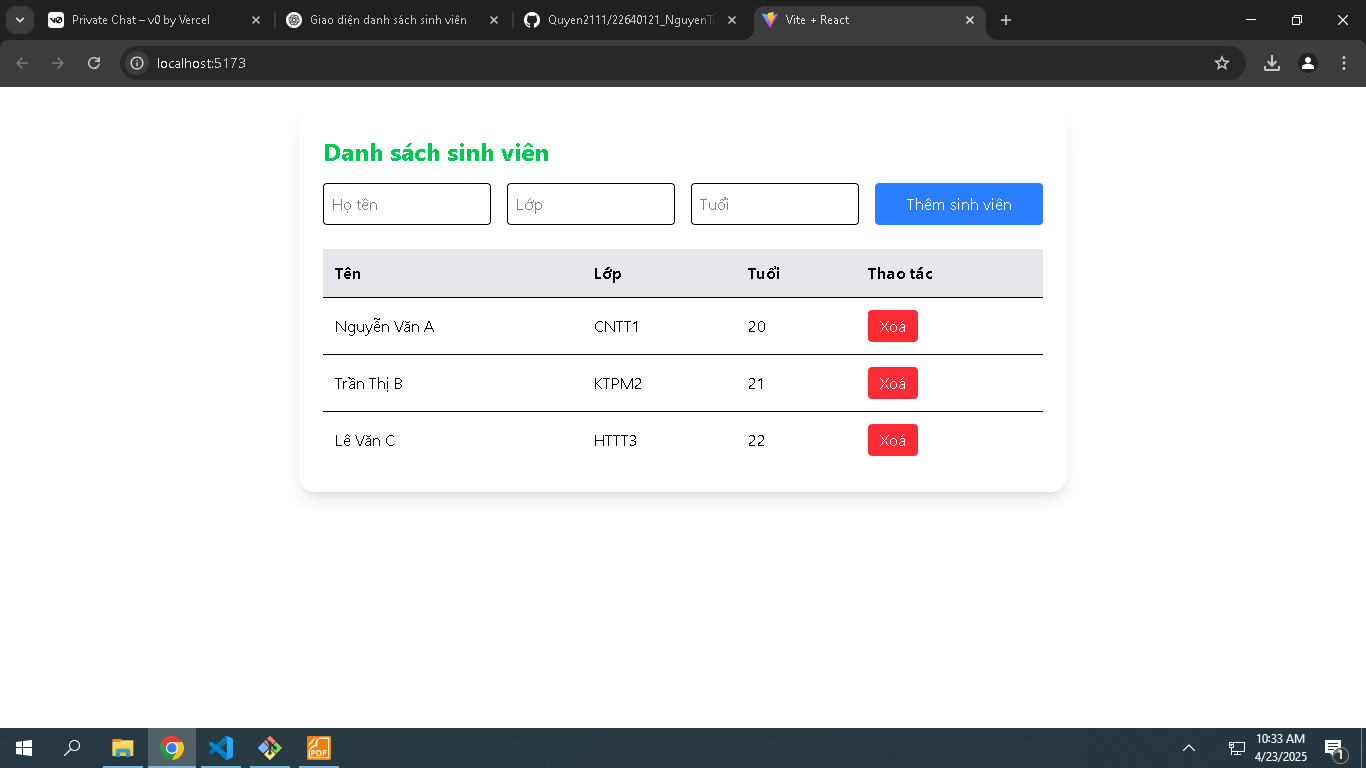 Private Chat – v0 by Vercel
Giao diện danh sách sinh viên
Quyen2111/22640121_NguyenT
Vite + React
localhost:5173
Danh sách sinh viên
Họ tên Lớp Tuổi Thêm sinh viên
Tên Lớp Tuổi Thao tác
Nguyễn Văn A CNTT1 20 Xoá
Trần Thị B KTPM2 21 Xoá
Lê Văn C HTTT3 22 Xoá
PDF
10:33 AM
4/23/2025
1